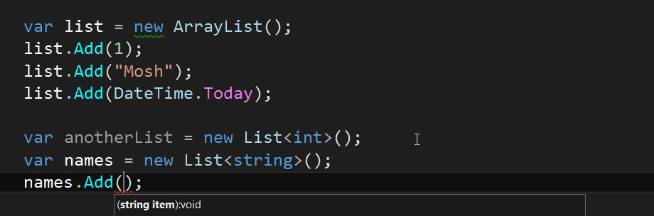 var list = new ArrayList();
list.Add(1);
list.Add("Mosh");
list.Add(DateTime.Today);
var anotherList = new List<int>();
var names = new List<string>();
names.Add();
(string item):void